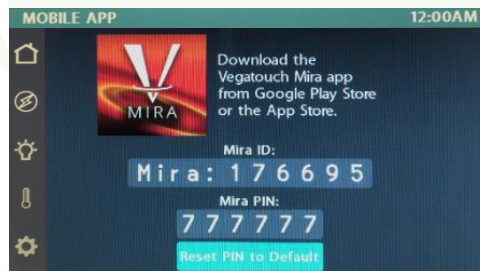 MOBILE APP 12:00AM
Download the
Vegatouch Mira app
from Google Play Store
or the App Store.
MIRA
Mira ID:
Mira: 176695
Mira PIN:
777777
Reset PIN to Default